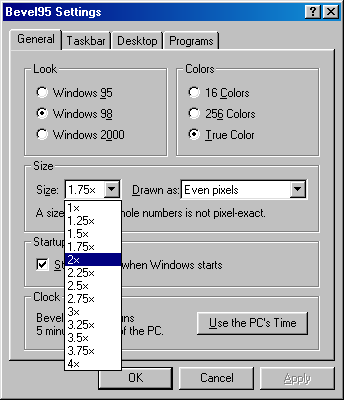 Bevel95 Settings
General Taskbar Desktop Programs
Look
Windows 95
Windows 98
Windows 2000
Colors
16 Colors
256 Colors
True Color
Size
Size: 1.75× Drawn as: Even pixels
A size hole numbers is not pixel-exact.
1×
1.25×
1.5×
1.75×
2×
2.25×
2.5×
2.75×
3×
3.25×
3.5×
3.75×
4×
Startup
when Windows starts
Clock
5 of the PC.
Use the PC's Time
OK Cancel Apply